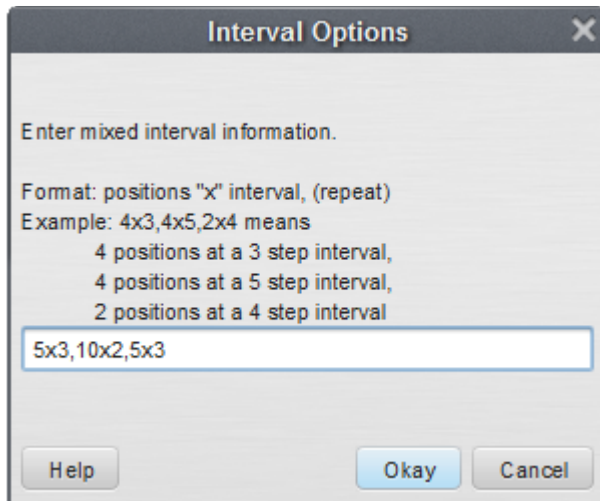 Interval Options
Enter mixed interval information.
Format: positions "x" interval, (repeat)
Example: 4x3,4x5,2x4 means
4 positions at a 3 step interval,
4 positions at a 5 step interval,
2 positions at a 4 step interval
5x3,10x2,5x3
Help Okay Cancel